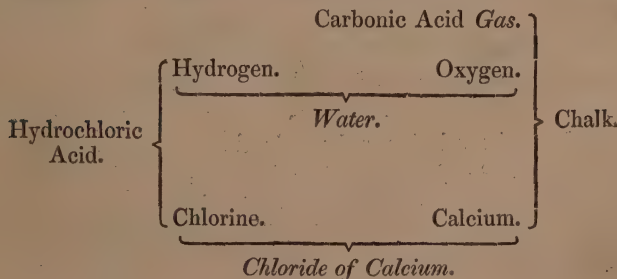 Carbonic Acid Gas.
Hydrogen. Oxygen.
Water.
Hydrochloric
Acid.
Chalk.
Chlorine. Calcium.
Chloride of Calcium.